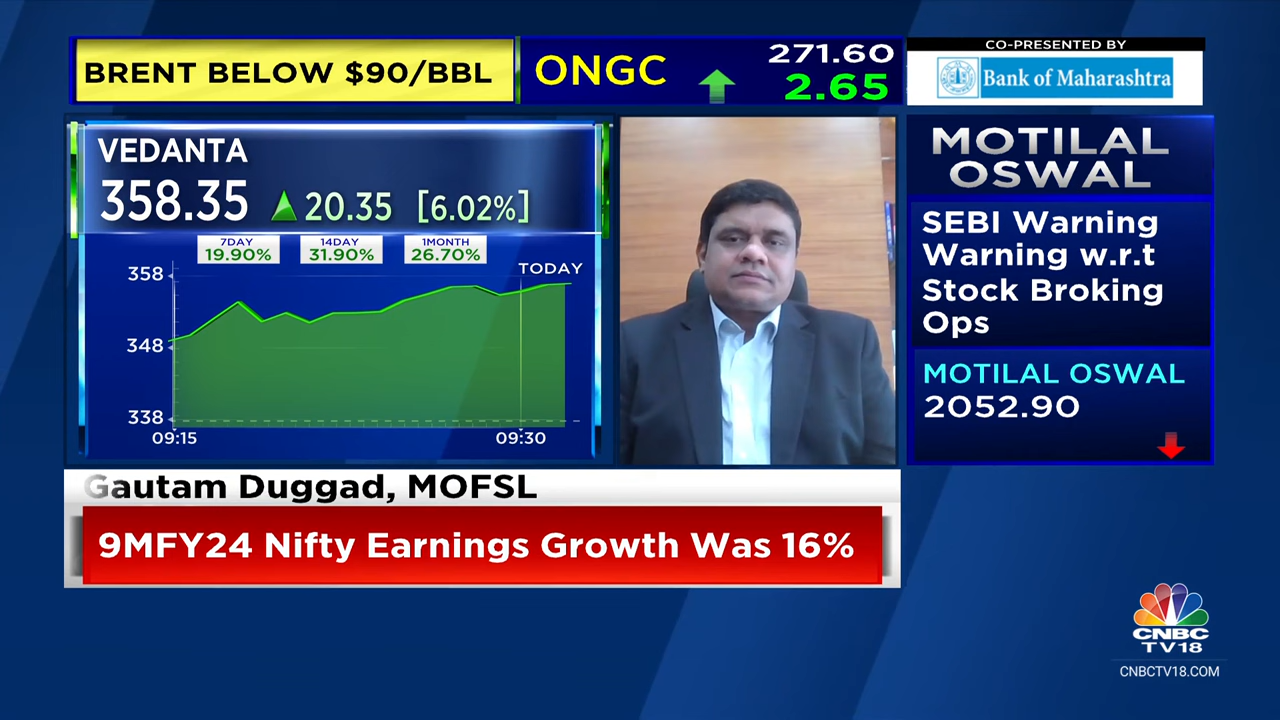 BRENT BELOW $90/BBL
ONGC
271.60
2.65
CO-PRESENTED BY
Bank of Maharashtra
VEDANTA
358.35 20.35 [6.02%]
7DAY
19.90%
14DAY
31.90%
1MONTH
26.70%
TODAY
358
348
338
09:15
09:30
MOTILAL
OSWAL
SEBI Warning
Warning w.r.t
Stock Broking
Ops
MOTILAL OSWAL
2052.90
Gautam Duggad, MOFSL
9MFY24 Nifty Earnings Growth Was 16%
CNBC
TV18
CNBCTV18.COM